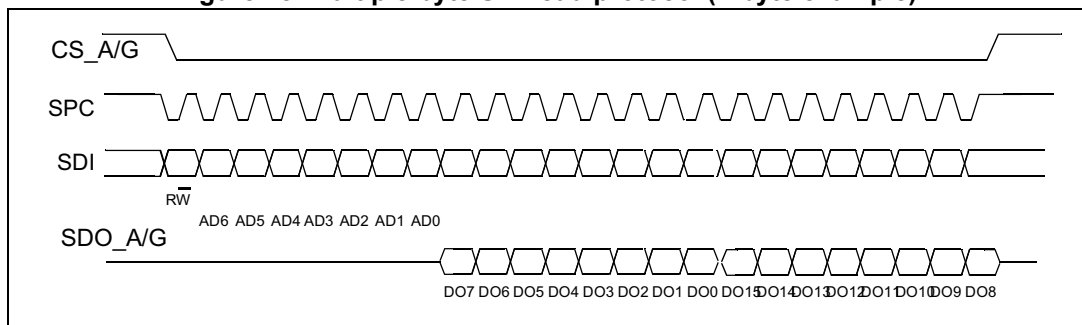 CS_A/G
SPC
SDI
RW
AD6 AD5 AD4 AD3 AD2 AD1 AD0
SDO_A/G
DO7 DO6 DO5 DO4 DO3 DO2 DO1 DO0 DO15 DO14 DO13 DO12 DO11 DO10 DO9 DO8